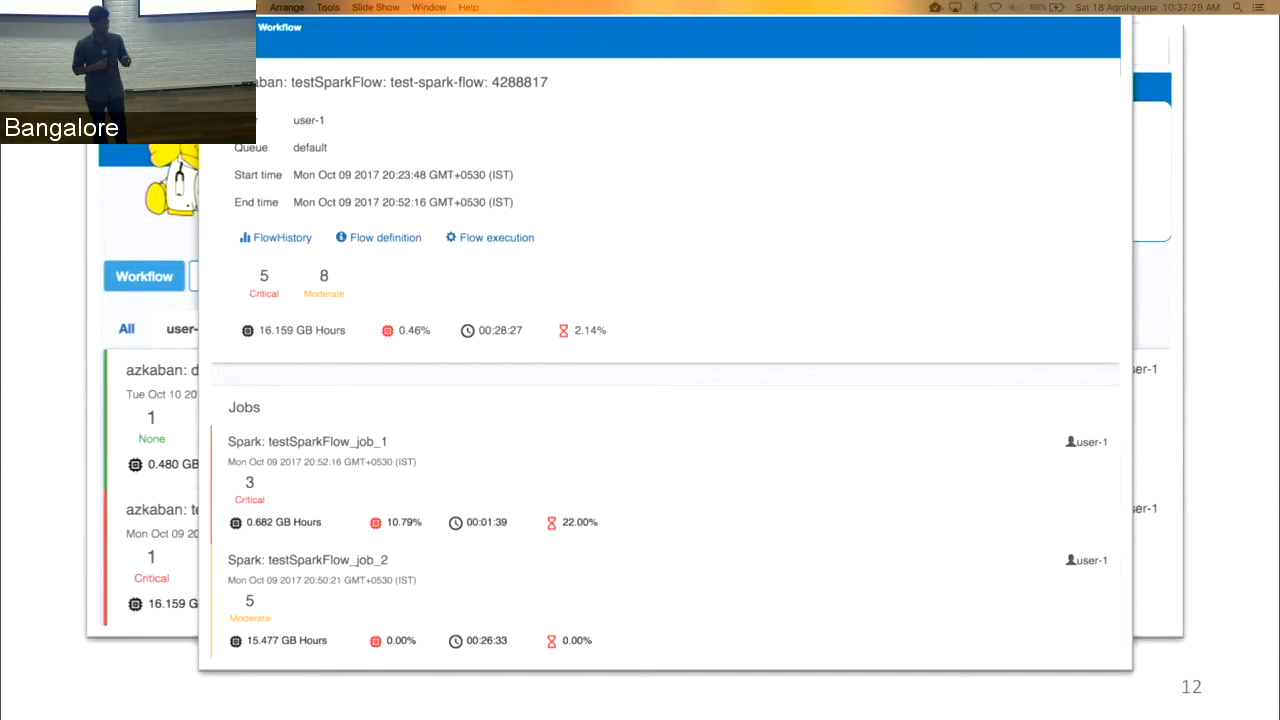 Arrange Tools Slide Show Window Help 80% Sat 18 Agrahayana 10:37:29 AM
Workflow
aban: testSparkFlow: test-spark-flow: 4288817
user-1
Bangalore
Queue default
Start time Mon Oct 09 2017 20:23:48 GMT+0530 (IST)
End time Mon Oct 09 2017 20:52:16 GMT+0530 (IST)
FlowHistory Flow definition Flow execution
5 8
Critical Moderate
16.159 GB Hours 0.46% 00:28:27 2.14%
Workflow
All user-
azkaban: d
Tue Oct 10 20
1
None
0.480 GB
azkaban: te
Mon Oct 09 20
1
Critical
16.159 G
Jobs
Spark: testSparkFlow_job_1 user-1
Mon Oct 09 2017 20:52:16 GMT+0530 (IST)
3
Critical
0.682 GB Hours 10.79% 00:01:39 22.00%
Spark: testSparkFlow_job_2 user-1
Mon Oct 09 2017 20:50:21 GMT+0530 (IST)
5
Moderate
15.477 GB Hours 0.00% 00:26:33 0.00%
ser-1
ser-1
12